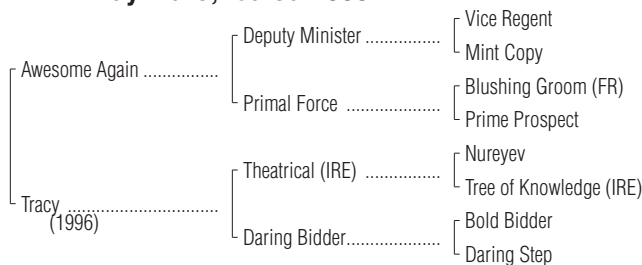 Vice Regent
Deputy Minister ................
Mint Copy
Awesome Again ................
Blushing Groom (FR)
Primal Force ....................
Prime Prospect
Nureyev
Theatrical (IRE) ................
Tree of Knowledge (IRE)
Tracy ................................
(1996)
Bold Bidder
Daring Bidder....................
Daring Step